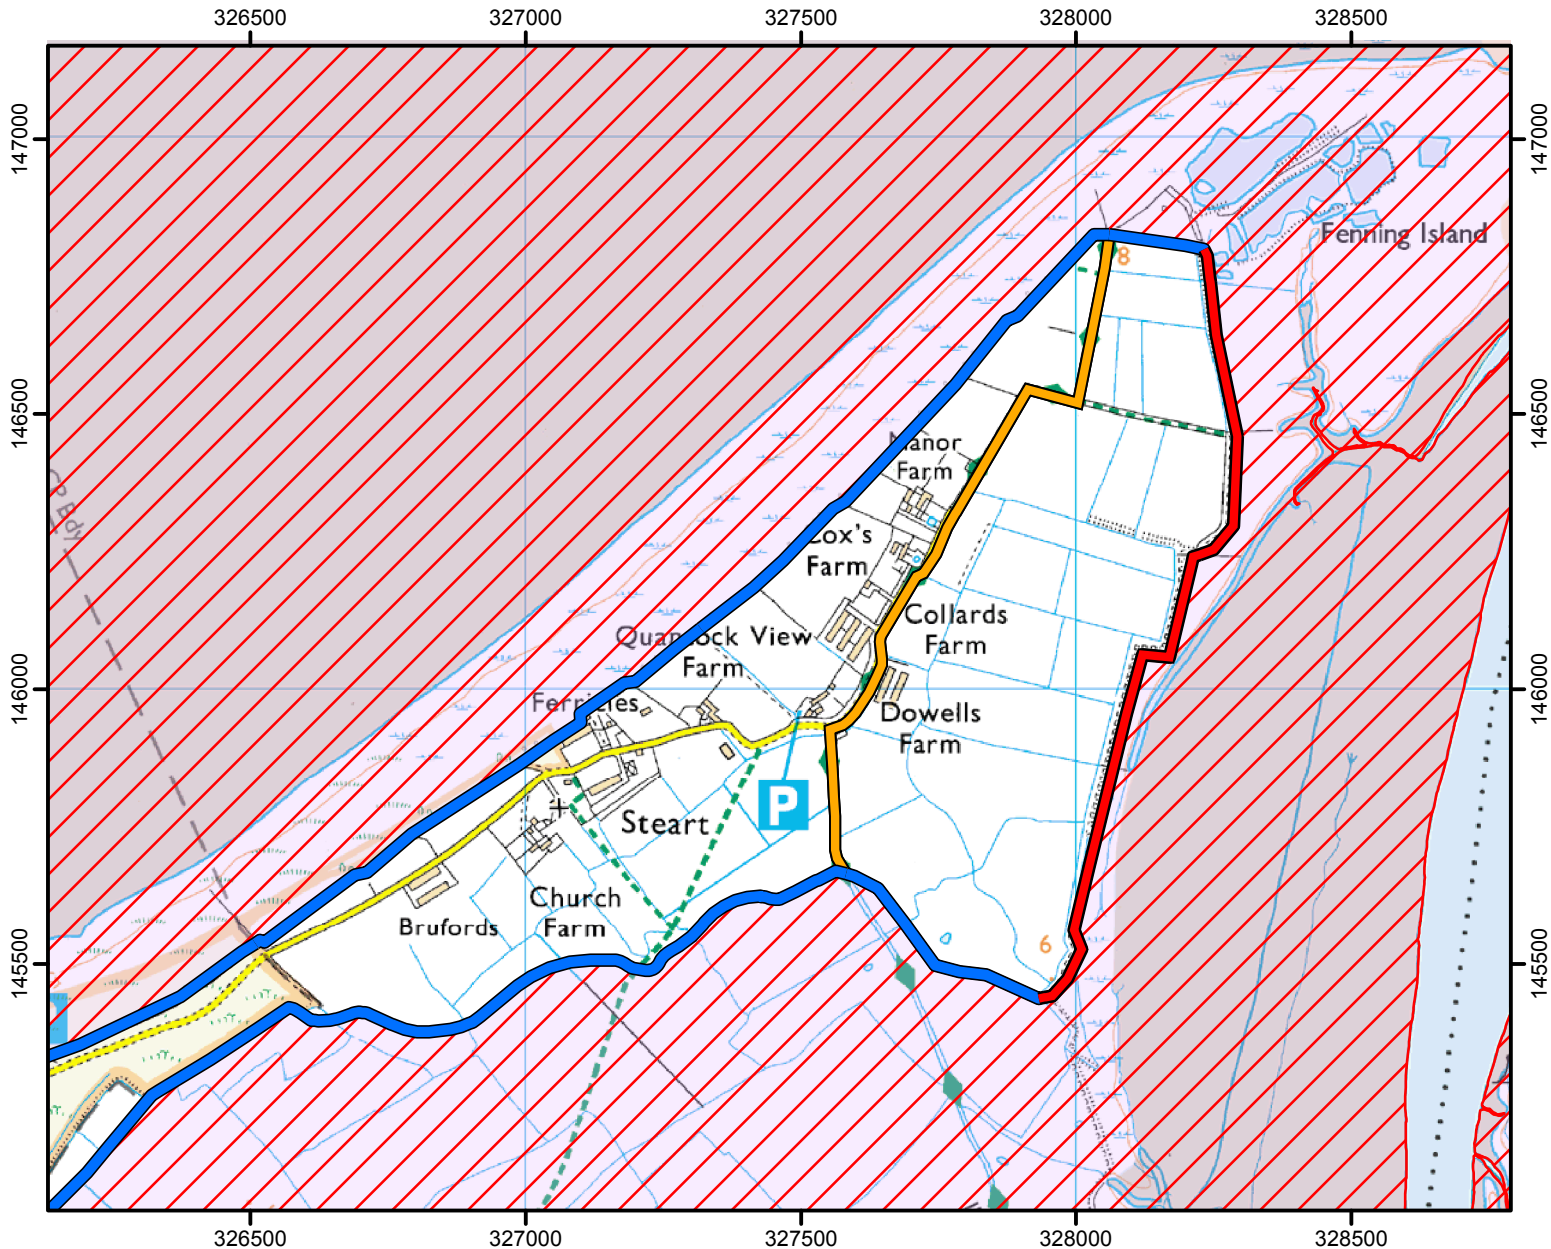 326500 327000 327500 328000 328500
147000 147000
Fenning Island
8
146500 146500
Manor
Farm
CP Bdy
Cox's
Farm
Collards
Farm
Quantock View
Farm
146000 146000
Dowells
Farm
P
Steart
Church
Farm
Brufords
6
145500 145500
326500 327000 327500 328000 328500